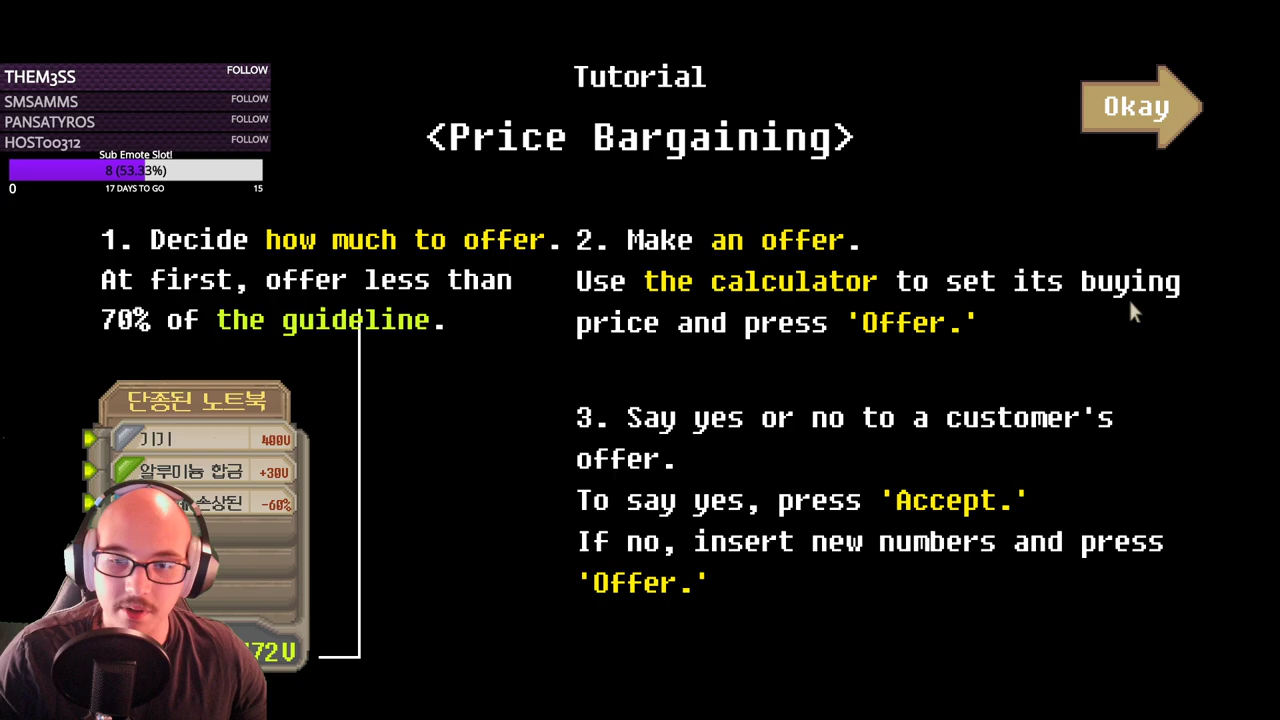 THEM3SS FOLLOW
SMSAMMS FOLLOW
PANSATYROS FOLLOW
HOST00312 FOLLOW
Sub Emote Slot!
8 (53.33%)
0 17 DAYS TO GO 15
Tutorial
<Price Bargaining>
Okay
1. Decide how much to offer.
At first, offer less than
70% of the guideline.
단종된 노트북
기기 400V
알루미늄 합금 +30V
손상된 -60%
72V
2. Make an offer.
Use the calculator to set its buying
price and press 'Offer.'
3. Say yes or no to a customer's
offer.
To say yes, press 'Accept.'
If no, insert new numbers and press
'Offer.'